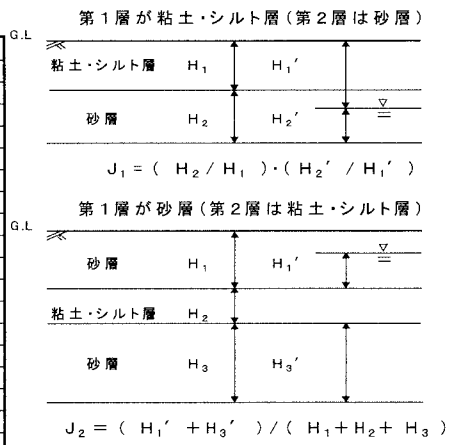 第1層が粘土・シルト層(第2層は砂層)
G.L
粘土・シルト層 H₁ H₁′
砂層 H₂ H₂′
J₁=( H₂/H₁ )・(H₂′/H₁′)
第1層が砂層(第2層は粘土・シルト層)
G.L
砂層 H₁ H₁′
粘土・シルト層 H₂
砂層 H₃ H₃′
J₂=( H₁′+H₃′ )/( H₁+H₂+H₃ )